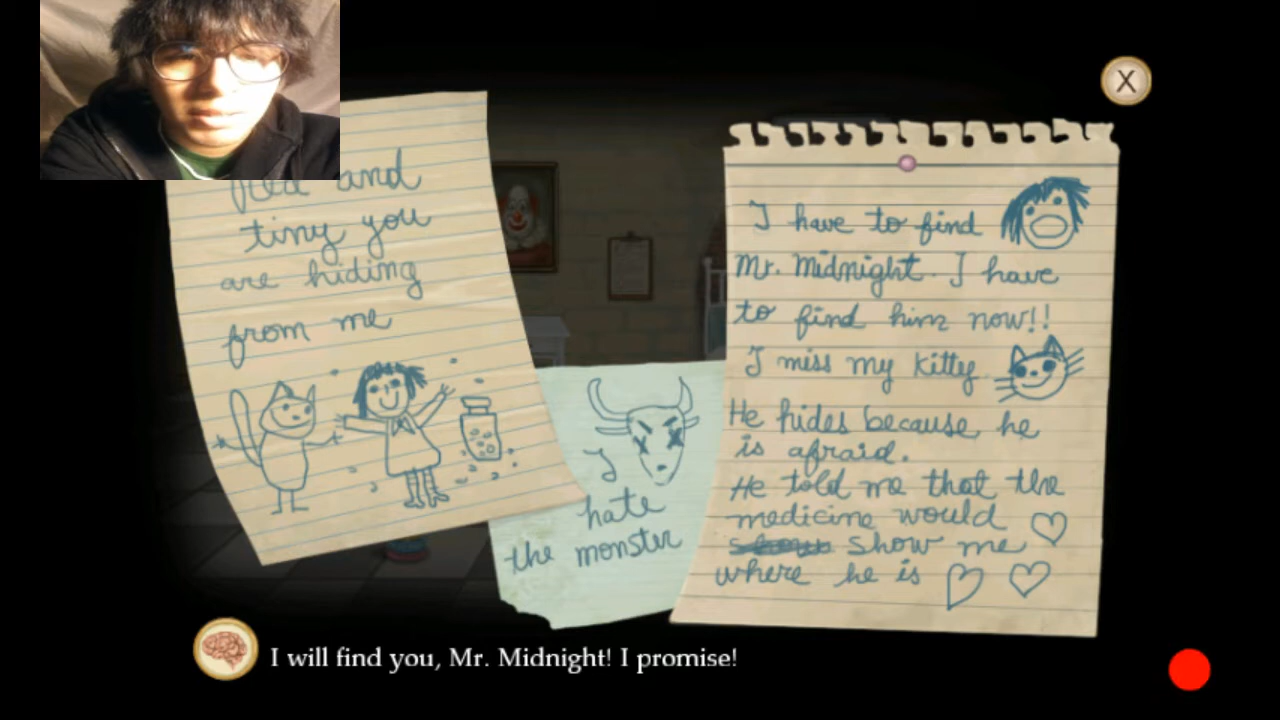 Red and
tiny you
are hiding
from me
I
hate
the monster
I have to find
Mr. Midnight. I have
to find him now!!
I miss my Kitty
He hides because he
is afraid.
He told me that the
medicine would
show me
where he is
X
I will find you, Mr. Midnight! I promise!